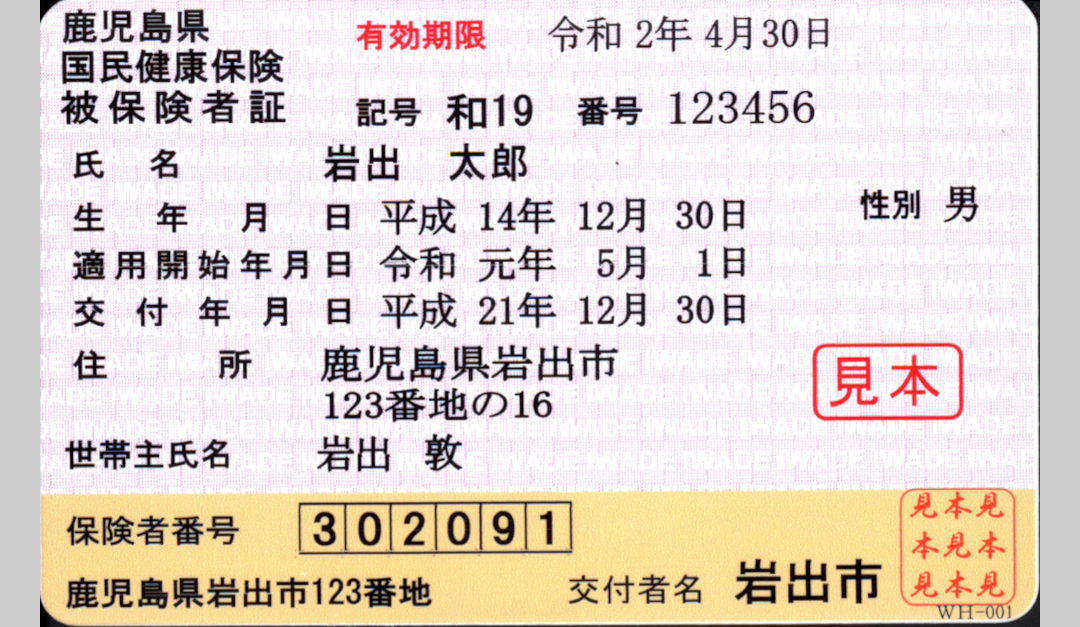 鹿児島県
国民健康保険
被保険者証
有効期限 令和 2年 4月30日
記号 和19 番号 123456
氏名 岩出 太郎
性別 男
生年月日 平成 14年 12月 30日
適用開始年月日 令和 元年 5月 1日
交付年月日 平成 21年 12月 30日
住所 鹿児島県岩出市
123番地の16
見本
世帯主氏名 岩出 敦
保険者番号 302091
鹿児島県岩出市123番地
交付者名 岩出市
見本見
本見本
見本見
WH-001
IWADE IWADE IWADE